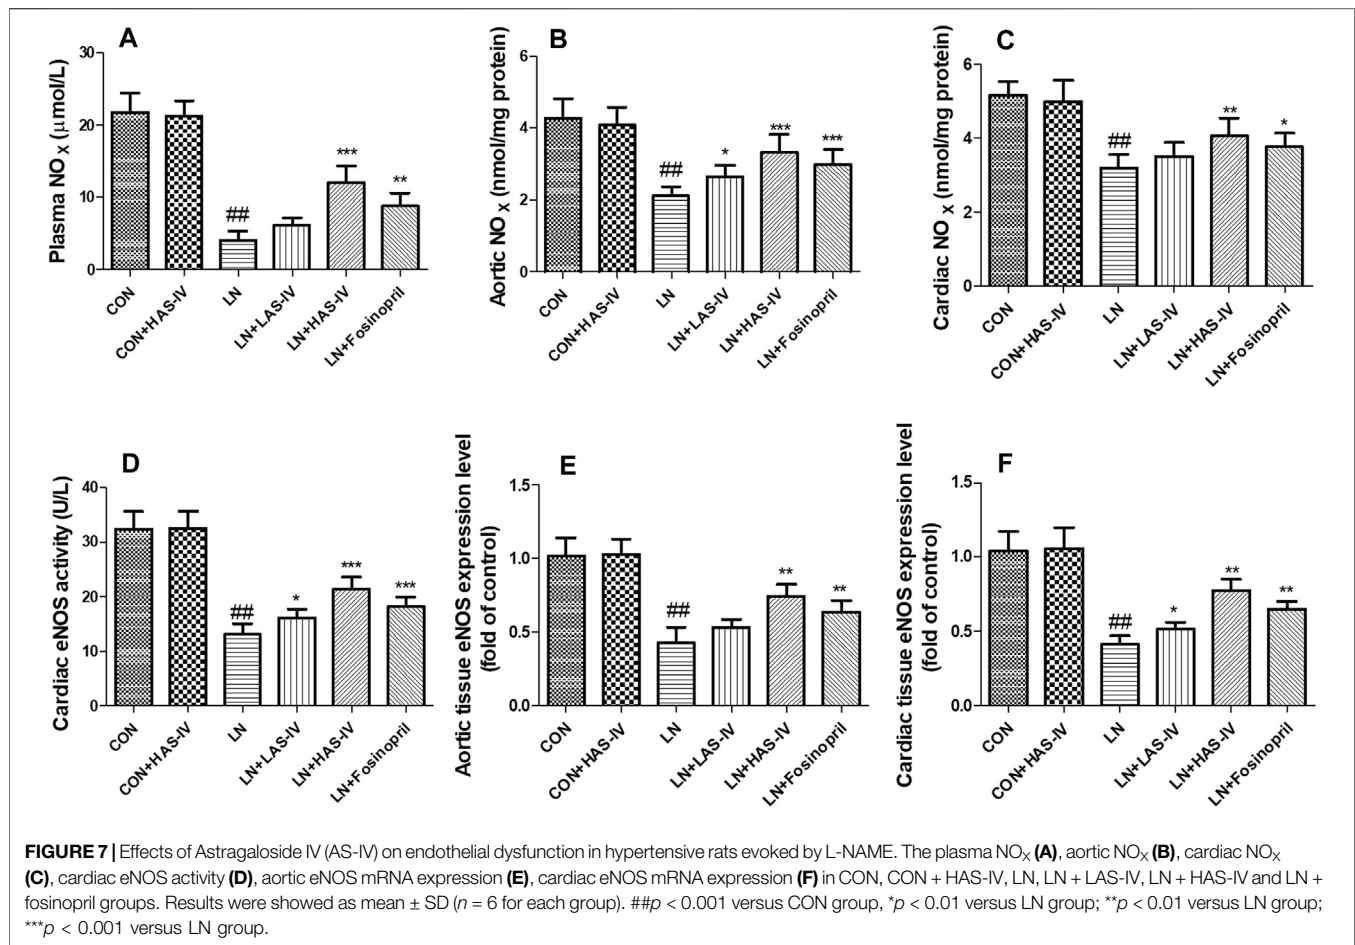 A
Plasma NOX (μmol/L)
30
20
10
0
##
***
**
CON
CON+HAS-IV
LN
LN+LAS-IV
LN+HAS-IV
LN+Fosinopril
B
Aortic NOX (nmol/mg protein)
6
4
2
0
##
*
***
***
CON
CON+HAS-IV
LN
LN+LAS-IV
LN+HAS-IV
LN+Fosinopril
C
Cardiac NOX (nmol/mg protein)
6
4
2
0
##
**
*
CON
CON+HAS-IV
LN
LN+LAS-IV
LN+HAS-IV
LN+Fosinopril
D
Cardiac eNOS activity (U/L)
40
30
20
10
0
##
*
***
***
CON
CON+HAS-IV
LN
LN+LAS-IV
LN+HAS-IV
LN+Fosinopril
E
Aortic tissue eNOS expression level
(fold of control)
1.5
1.0
0.5
0.0
##
**
**
CON
CON+HAS-IV
LN
LN+LAS-IV
LN+HAS-IV
LN+Fosinopril
F
Cardiac tissue eNOS expression level
(fold of control)
1.5
1.0
0.5
0.0
##
*
**
**
CON
CON+HAS-IV
LN
LN+LAS-IV
LN+HAS-IV
LN+Fosinopril
FIGURE 7 | Effects of Astragaloside IV (AS-IV) on endothelial dysfunction in hypertensive rats evoked by L-NAME. The plasma NOX (A), aortic NOX (B), cardiac NOX
(C), cardiac eNOS activity (D), aortic eNOS mRNA expression (E), cardiac eNOS mRNA expression (F) in CON, CON + HAS-IV, LN, LN + LAS-IV, LN + HAS-IV and LN +
fosinopril groups. Results were showed as mean ± SD (n = 6 for each group). ##p < 0.001 versus CON group, *p < 0.01 versus LN group; **p < 0.01 versus LN group;
***p < 0.001 versus LN group.